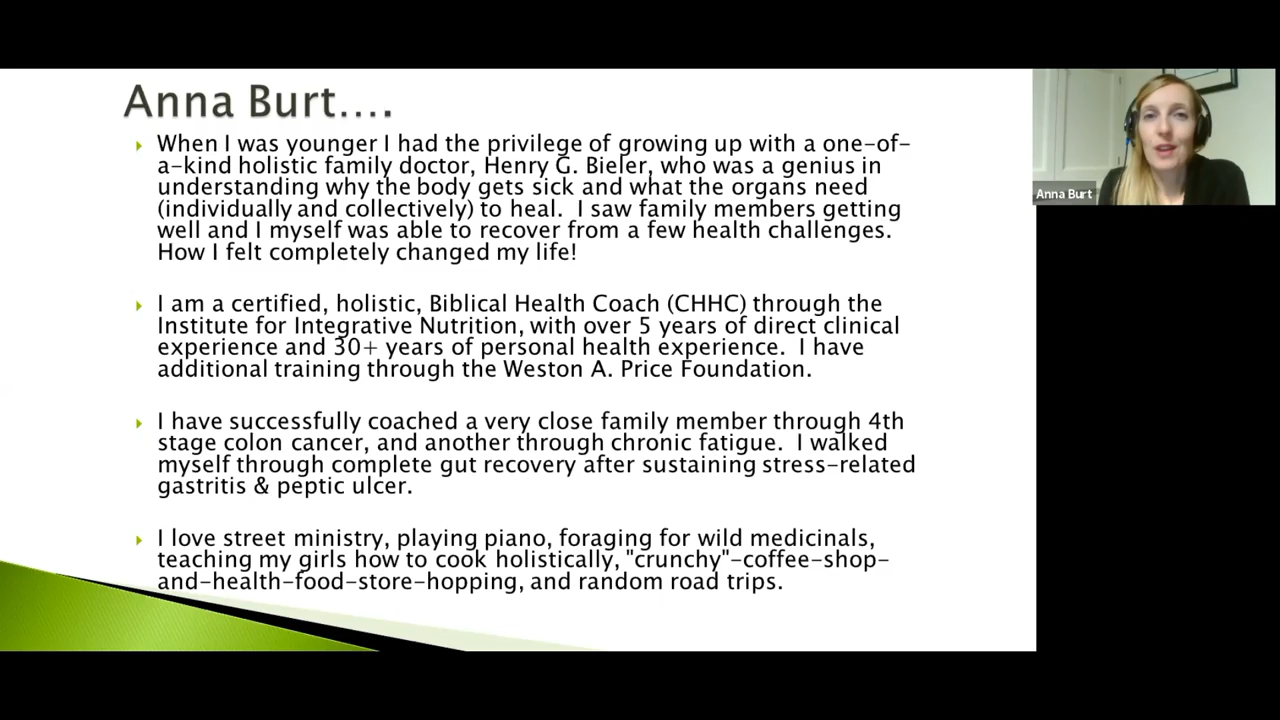 Anna Burt....
When I was younger I had the privilege of growing up with a one-of-
a-kind holistic family doctor, Henry G. Bieler, who was a genius in
understanding why the body gets sick and what the organs need
(individually and collectively) to heal.  I saw family members getting
well and I myself was able to recover from a few health challenges.
How I felt completely changed my life!
I am a certified, holistic, Biblical Health Coach (CHHC) through the
Institute for Integrative Nutrition, with over 5 years of direct clinical
experience and 30+ years of personal health experience.  I have
additional training through the Weston A. Price Foundation.
I have successfully coached a very close family member through 4th
stage colon cancer, and another through chronic fatigue.  I walked
myself through complete gut recovery after sustaining stress-related
gastritis & peptic ulcer.
I love street ministry, playing piano, foraging for wild medicinals,
teaching my girls how to cook holistically, "crunchy"-coffee-shop-
and-health-food-store-hopping, and random road trips.
Anna Burt